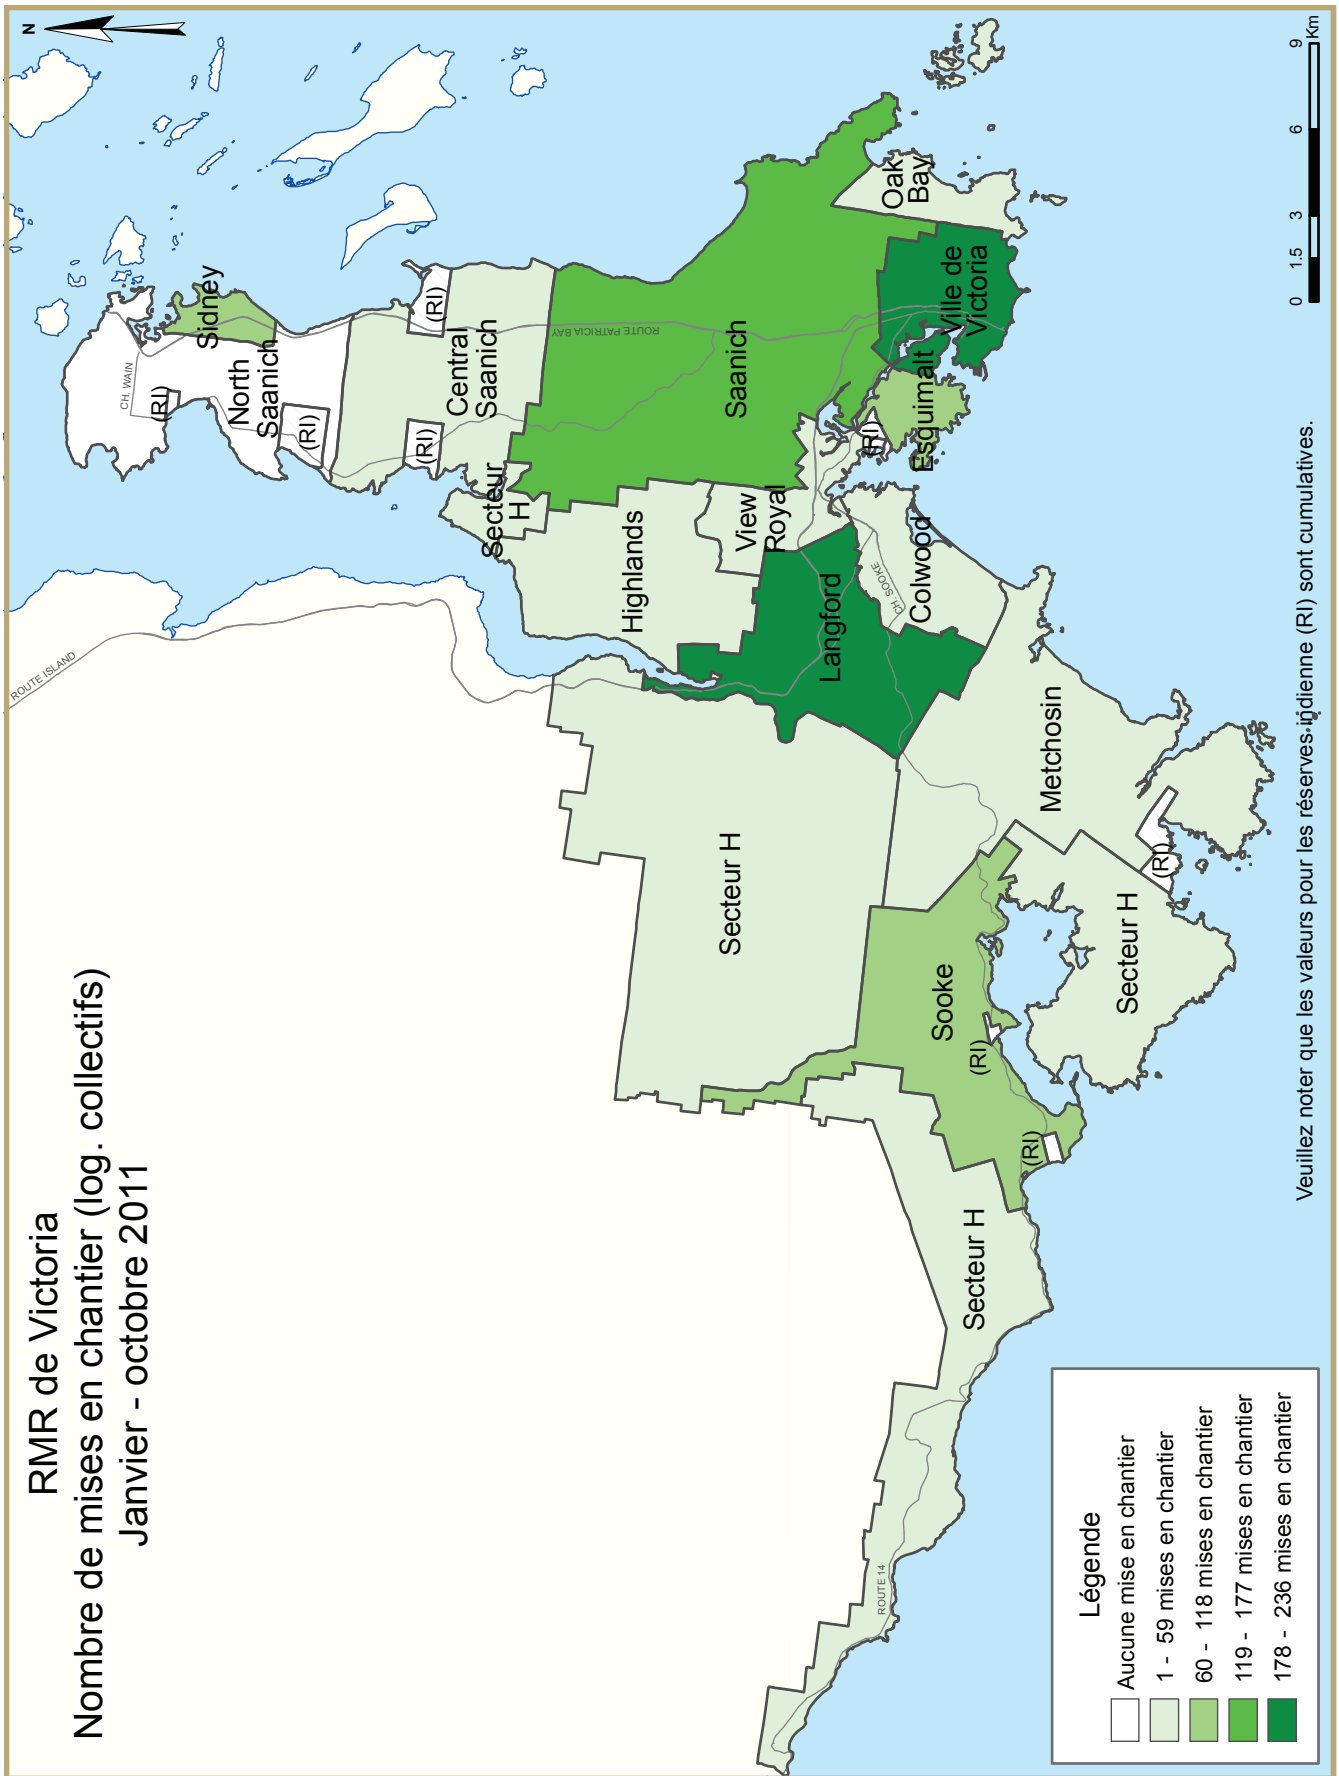 RMR de Victoria
Nombre de mises en chantier (log. collectifs)
Janvier - octobre 2011
N
ROUTE ISLAND
CH. WAIN
(RI)
Sidney
North
Saanich
(RI)
(RI)
Central
Saanich
(RI)
Secteur
H
ROUTE PATRICIA BAY
Saanich
Highlands
View
Royal
Oak
Bay
Ville de
Victoria
Esquimalt
(RI)
Langford
CH. SOOKE
Colwood
Secteur H
Metchosin
(RI)
Sooke
(RI)
(RI)
Secteur H
Secteur H
ROUTE 14
Légende
Aucune mise en chantier
1 - 59 mises en chantier
60 - 118 mises en chantier
119 - 177 mises en chantier
178 - 236 mises en chantier
Veuillez noter que les valeurs pour les réserves indienne (RI) sont cumulatives.
0 1.5 3 6 9
Km